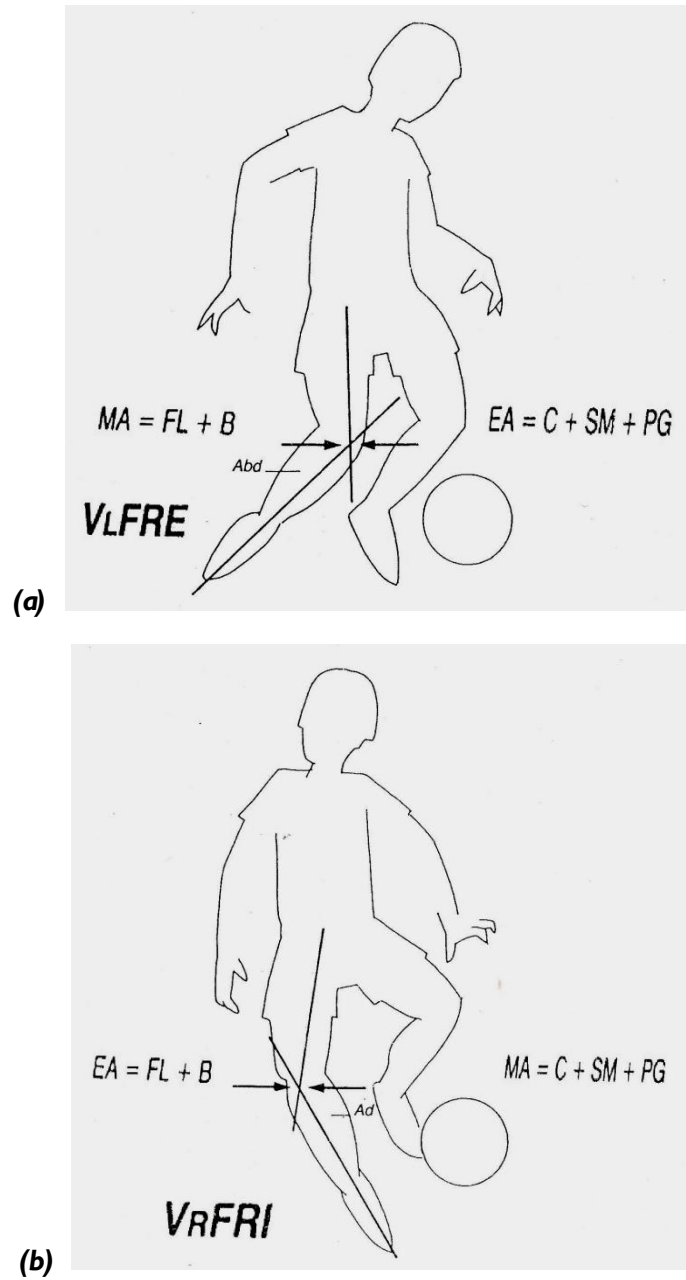 MA = FL + B
EA = C + SM + PG
Abd
VLFRE
(a)
EA = FL + B
MA = C + SM + PG
Ad
VRFRI
(b)